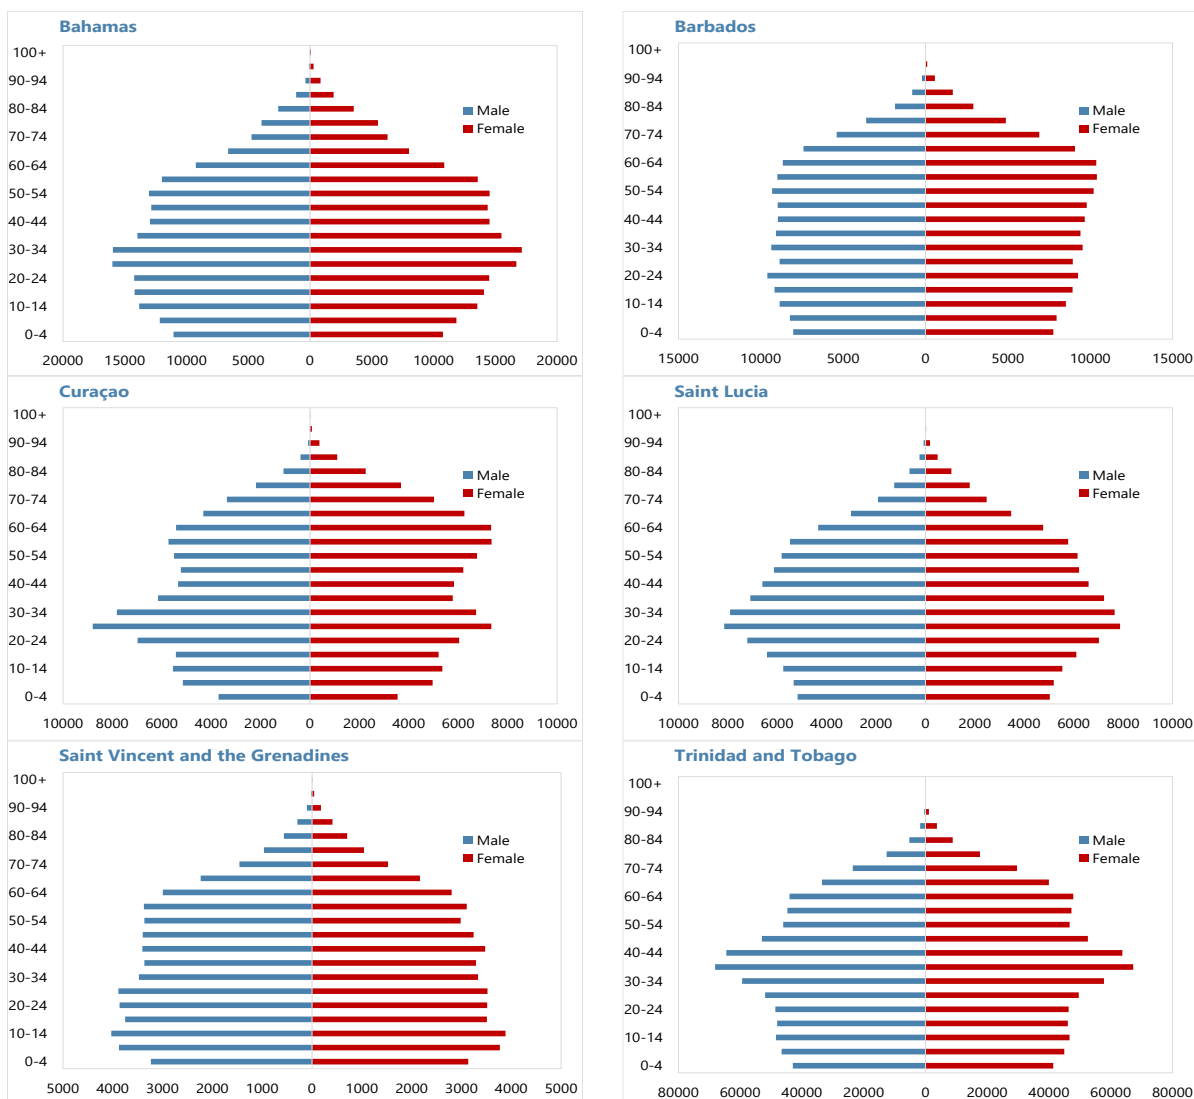 Bahamas
100+
90-94
80-84
Male
70-74
Female
60-64
50-54
40-44
30-34
20-24
10-14
0-4
20000 15000 10000 5000 0 5000 10000 15000 20000
Barbados
100+
90-94
80-84
Male
70-74
Female
60-64
50-54
40-44
30-34
20-24
10-14
0-4
15000 10000 5000 0 5000 10000 15000
Curaçao
100+
90-94
80-84
Male
70-74
Female
60-64
50-54
40-44
30-34
20-24
10-14
0-4
10000 8000 6000 4000 2000 0 2000 4000 6000 8000 10000
Saint Lucia
100+
90-94
80-84
Male
70-74
Female
60-64
50-54
40-44
30-34
20-24
10-14
0-4
10000 8000 6000 4000 2000 0 2000 4000 6000 8000 10000
Saint Vincent and the Grenadines
100+
90-94
80-84
Male
70-74
Female
60-64
50-54
40-44
30-34
20-24
10-14
0-4
5000 4000 3000 2000 1000 0 1000 2000 3000 4000 5000
Trinidad and Tobago
100+
90-94
80-84
Male
70-74
Female
60-64
50-54
40-44
30-34
20-24
10-14
0-4
80000 60000 40000 20000 0 20000 40000 60000 80000